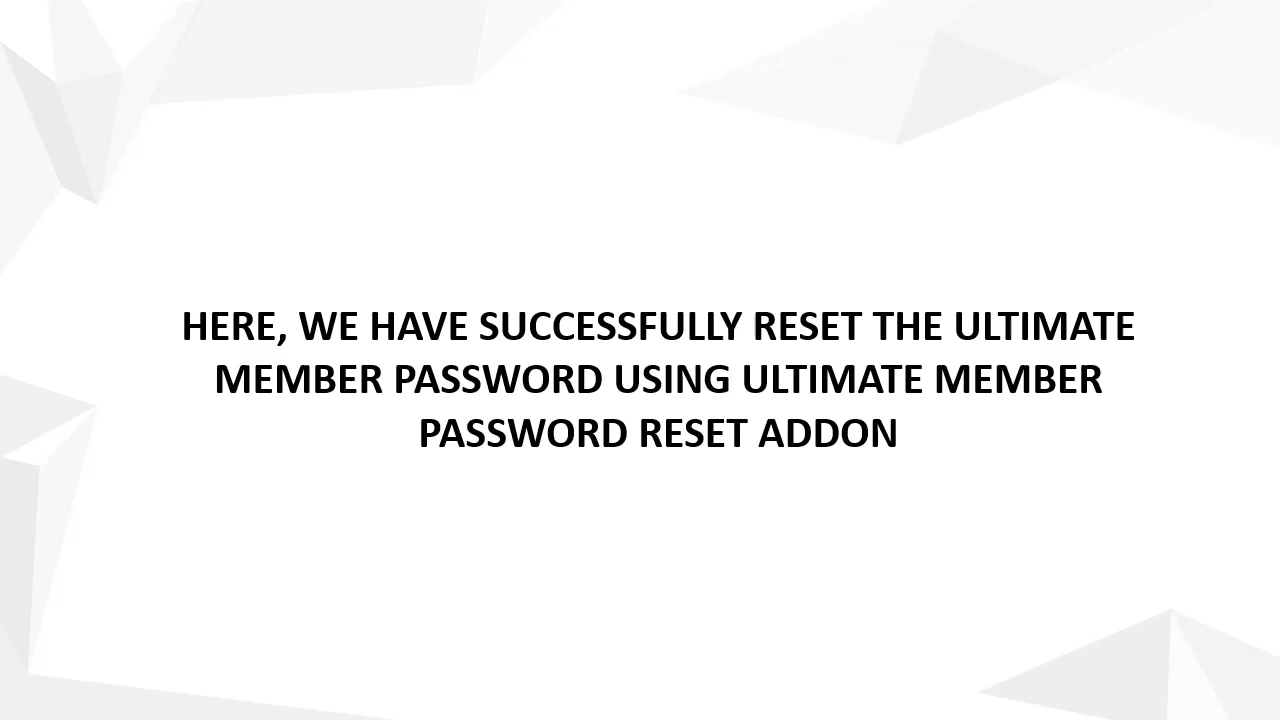 HERE, WE HAVE SUCCESSFULLY RESET THE ULTIMATE
MEMBER PASSWORD USING ULTIMATE MEMBER
PASSWORD RESET ADDON